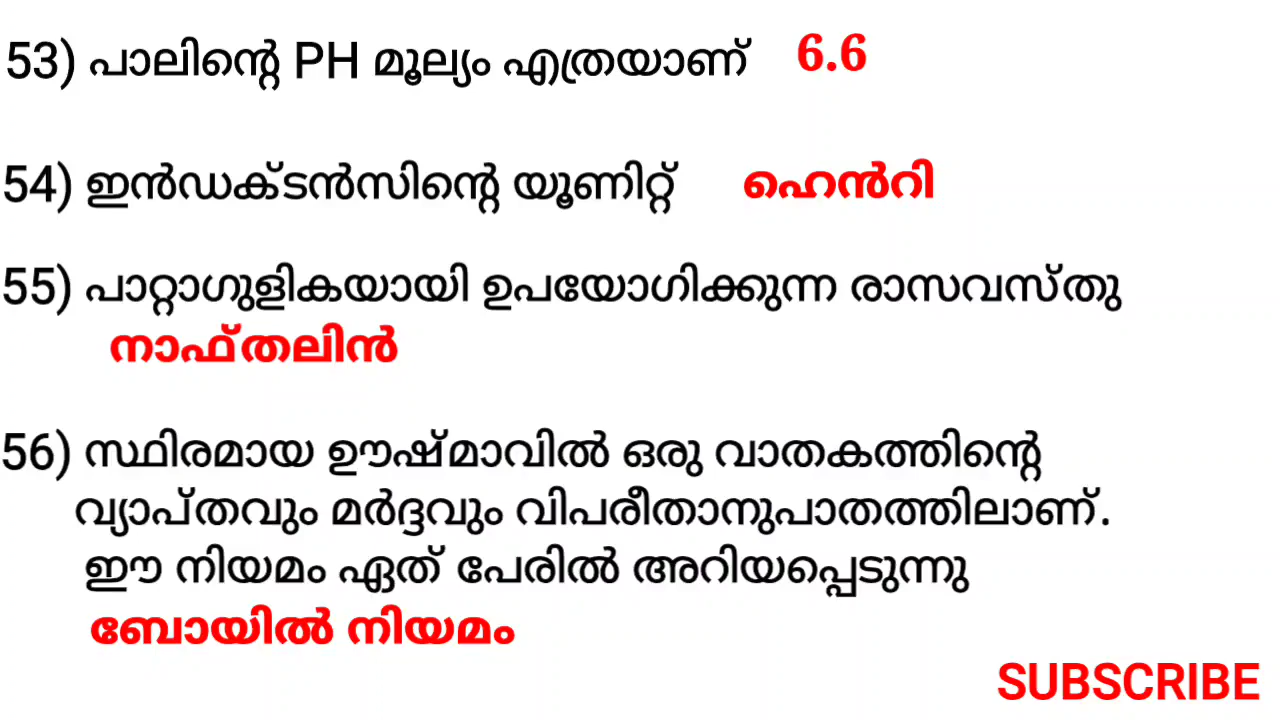 53) പാലിന്റെ PH മൂല്യം എത്രയാണ് 6.6
54) ഇൻഡക്ടൻസിന്റെ യൂണിറ്റ് ഹെൻറി
55) പാറ്റാഗുളികയായി ഉപയോഗിക്കുന്ന രാസവസ്തു
നാഫ്തലിൻ
56) സ്ഥിരമായ ഊഷ്മാവിൽ ഒരു വാതകത്തിന്റെ
വ്യാപ്തവും മർദ്ദവും വിപരീതാനുപാതത്തിലാണ്.
ഈ നിയമം ഏത് പേരിൽ അറിയപ്പെടുന്നു
ബോയിൽ നിയമം
SUBSCRIBE